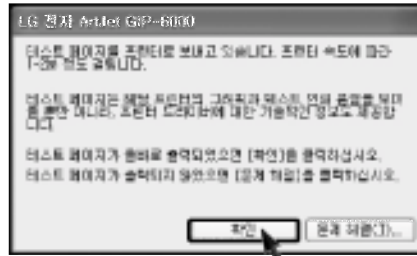 LG 전자 ArtJet GIP-6000
테스트 페이지를 프린터로 보내고 있습니다. 프린터 속도에 따라
1-2분 정도 걸립니다.
테스트 페이지는 해당 프린터의 그래픽과 텍스트 인쇄 품질을 보여
줄 뿐만 아니라, 프린터 드라이버에 대한 기술적인 정보도 제공합
니다.
테스트 페이지가 올바로 출력되었으면 [확인]을 클릭하십시오.
테스트 페이지가 출력되지 않았으면 [문제 해결]을 클릭하십시오.
확인
문제 해결(T)...